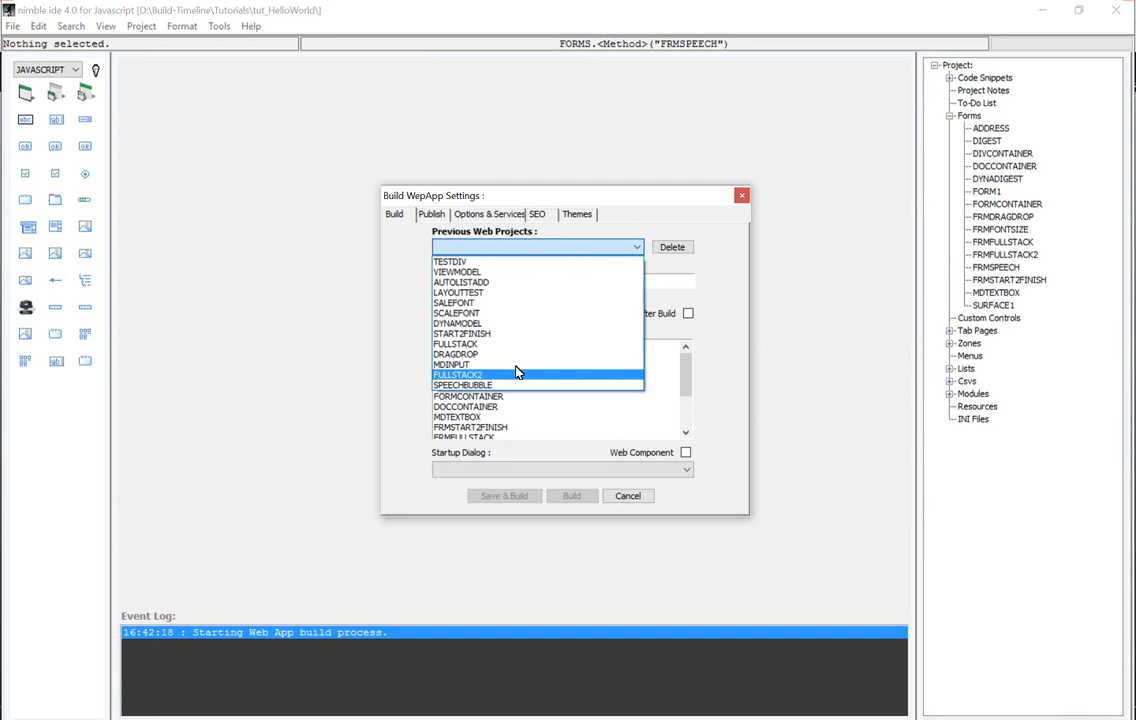 nimble ide 4.0 for Javascript [D:\Build-Timeline\Tutorials\tut_HelloWorld\]
File Edit Search View Project Format Tools Help
Nothing selected.
FORMS.<Method>("FRMSPEECH")
JAVASCRIPT
Build WepApp Settings :
Build Publish Options & Services SEO Themes
Previous Web Projects :
Delete
TESTDIV
VIEWMODEL
AUTOLISTADD
LAYOUTTEST
SALEFONT
SCALEFONT
ter Build
DYNAMODEL
START2FINISH
FULLSTACK
DRAGDROP
MDINPUT
FULLSTACK2
SPEECHBUBBLE
FORMCONTAINER
DOCCONTAINER
MDTEXTBOX
FRMSTART2FINISH
FRMFULLSTACK
Startup Dialog :
Web Component
Save & Build Build Cancel
Project:
Code Snippets
Project Notes
To-Do List
Forms
ADDRESS
DIGEST
DIVCONTAINER
DOCCONTAINER
DYNADIGEST
FORM1
FORMCONTAINER
FRMDRAGDROP
FRMFONTSIZE
FRMFULLSTACK
FRMFULLSTACK2
FRMSPEECH
FRMSTART2FINISH
MDTEXTBOX
SURFACE1
Custom Controls
Tab Pages
Zones
Menus
Lists
Csvs
Modules
Resources
INI Files
Event Log:
16:42:18 : Starting Web App build process.